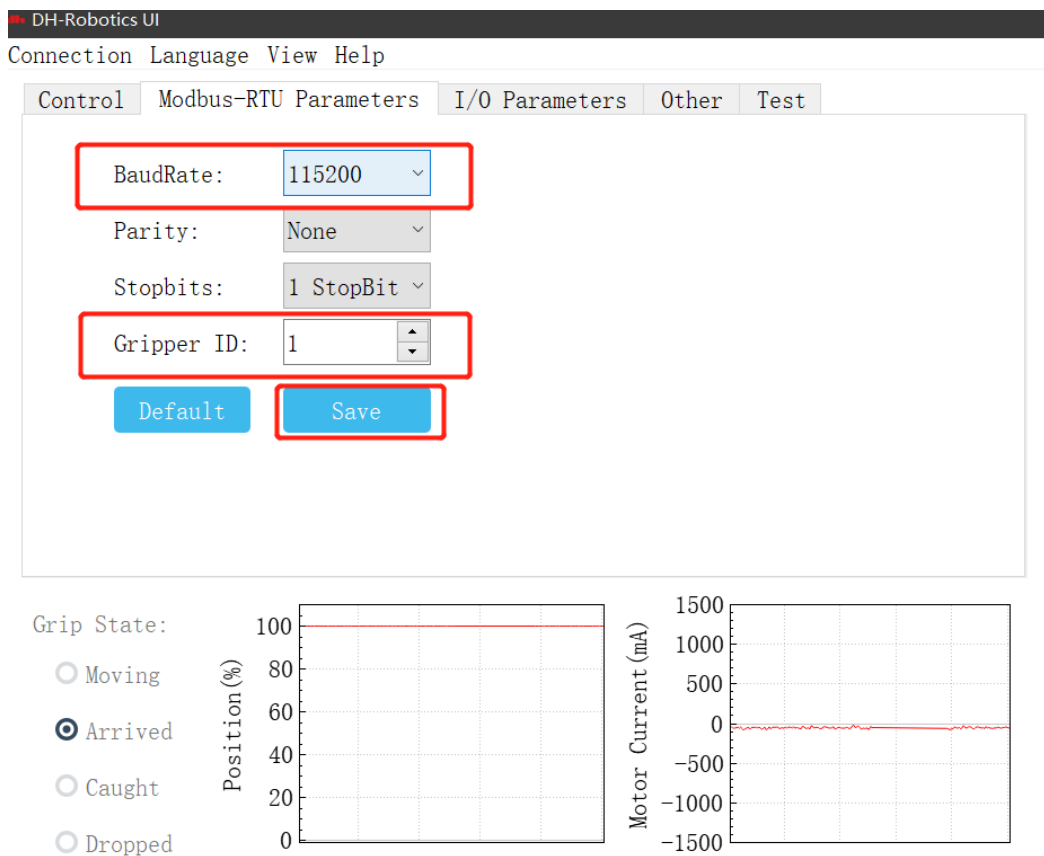 DH-Robotics UI
Connection Language View Help
Control Modbus-RTU Parameters I/O Parameters Other Test
BaudRate: 115200
Parity: None
Stopbits: 1 StopBit
Gripper ID: 1
Default Save
Grip State:
Moving
Arrived
Caught
Dropped
Position(%)
100
80
60
40
20
0
Motor Current(mA)
1500
1000
500
0
-500
-1000
-1500